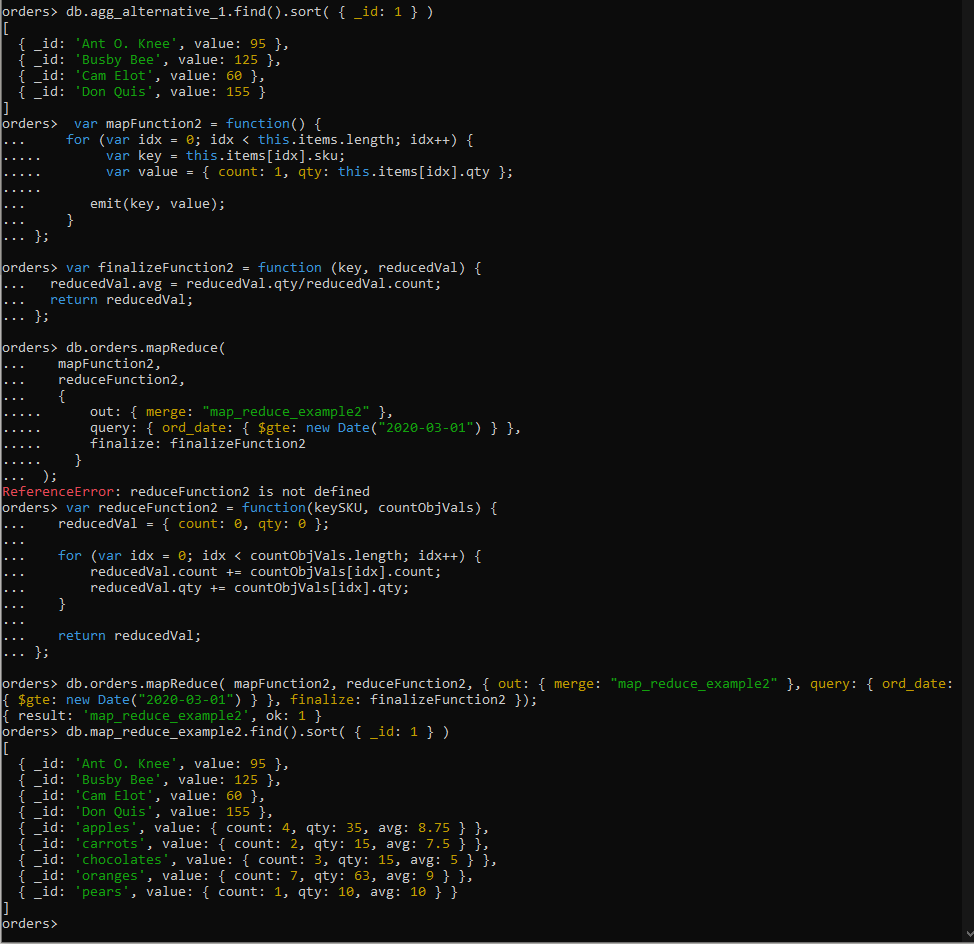 orders> db.agg_alternative_1.find().sort( { _id: 1 } )
[
  { _id: 'Ant O. Knee', value: 95 },
  { _id: 'Busby Bee', value: 125 },
  { _id: 'Cam Elot', value: 60 },
  { _id: 'Don Quis', value: 155 }
]
orders>  var mapFunction2 = function() {
...     for (var idx = 0; idx < this.items.length; idx++) {
.....        var key = this.items[idx].sku;
.....        var value = { count: 1, qty: this.items[idx].qty };
.....
...        emit(key, value);
...     }
... };

orders> var finalizeFunction2 = function (key, reducedVal) {
...   reducedVal.avg = reducedVal.qty/reducedVal.count;
...   return reducedVal;
... };

orders> db.orders.mapReduce(
...    mapFunction2,
...    reduceFunction2,
...    {
.....      out: { merge: "map_reduce_example2" },
.....      query: { ord_date: { $gte: new Date("2020-03-01") } },
.....      finalize: finalizeFunction2
.....    }
...  );
ReferenceError: reduceFunction2 is not defined
orders> var reduceFunction2 = function(keySKU, countObjVals) {
...    reducedVal = { count: 0, qty: 0 };
...
...    for (var idx = 0; idx < countObjVals.length; idx++) {
...        reducedVal.count += countObjVals[idx].count;
...        reducedVal.qty += countObjVals[idx].qty;
...    }
...
...    return reducedVal;
... };

orders> db.orders.mapReduce( mapFunction2, reduceFunction2, { out: { merge: "map_reduce_example2" }, query: { ord_date:
{ $gte: new Date("2020-03-01") } }, finalize: finalizeFunction2 });
{ result: 'map_reduce_example2', ok: 1 }
orders> db.map_reduce_example2.find().sort( { _id: 1 } )
[
  { _id: 'Ant O. Knee', value: 95 },
  { _id: 'Busby Bee', value: 125 },
  { _id: 'Cam Elot', value: 60 },
  { _id: 'Don Quis', value: 155 },
  { _id: 'apples', value: { count: 4, qty: 35, avg: 8.75 } },
  { _id: 'carrots', value: { count: 2, qty: 15, avg: 7.5 } },
  { _id: 'chocolates', value: { count: 3, qty: 15, avg: 5 } },
  { _id: 'oranges', value: { count: 7, qty: 63, avg: 9 } },
  { _id: 'pears', value: { count: 1, qty: 10, avg: 10 } }
]
orders>